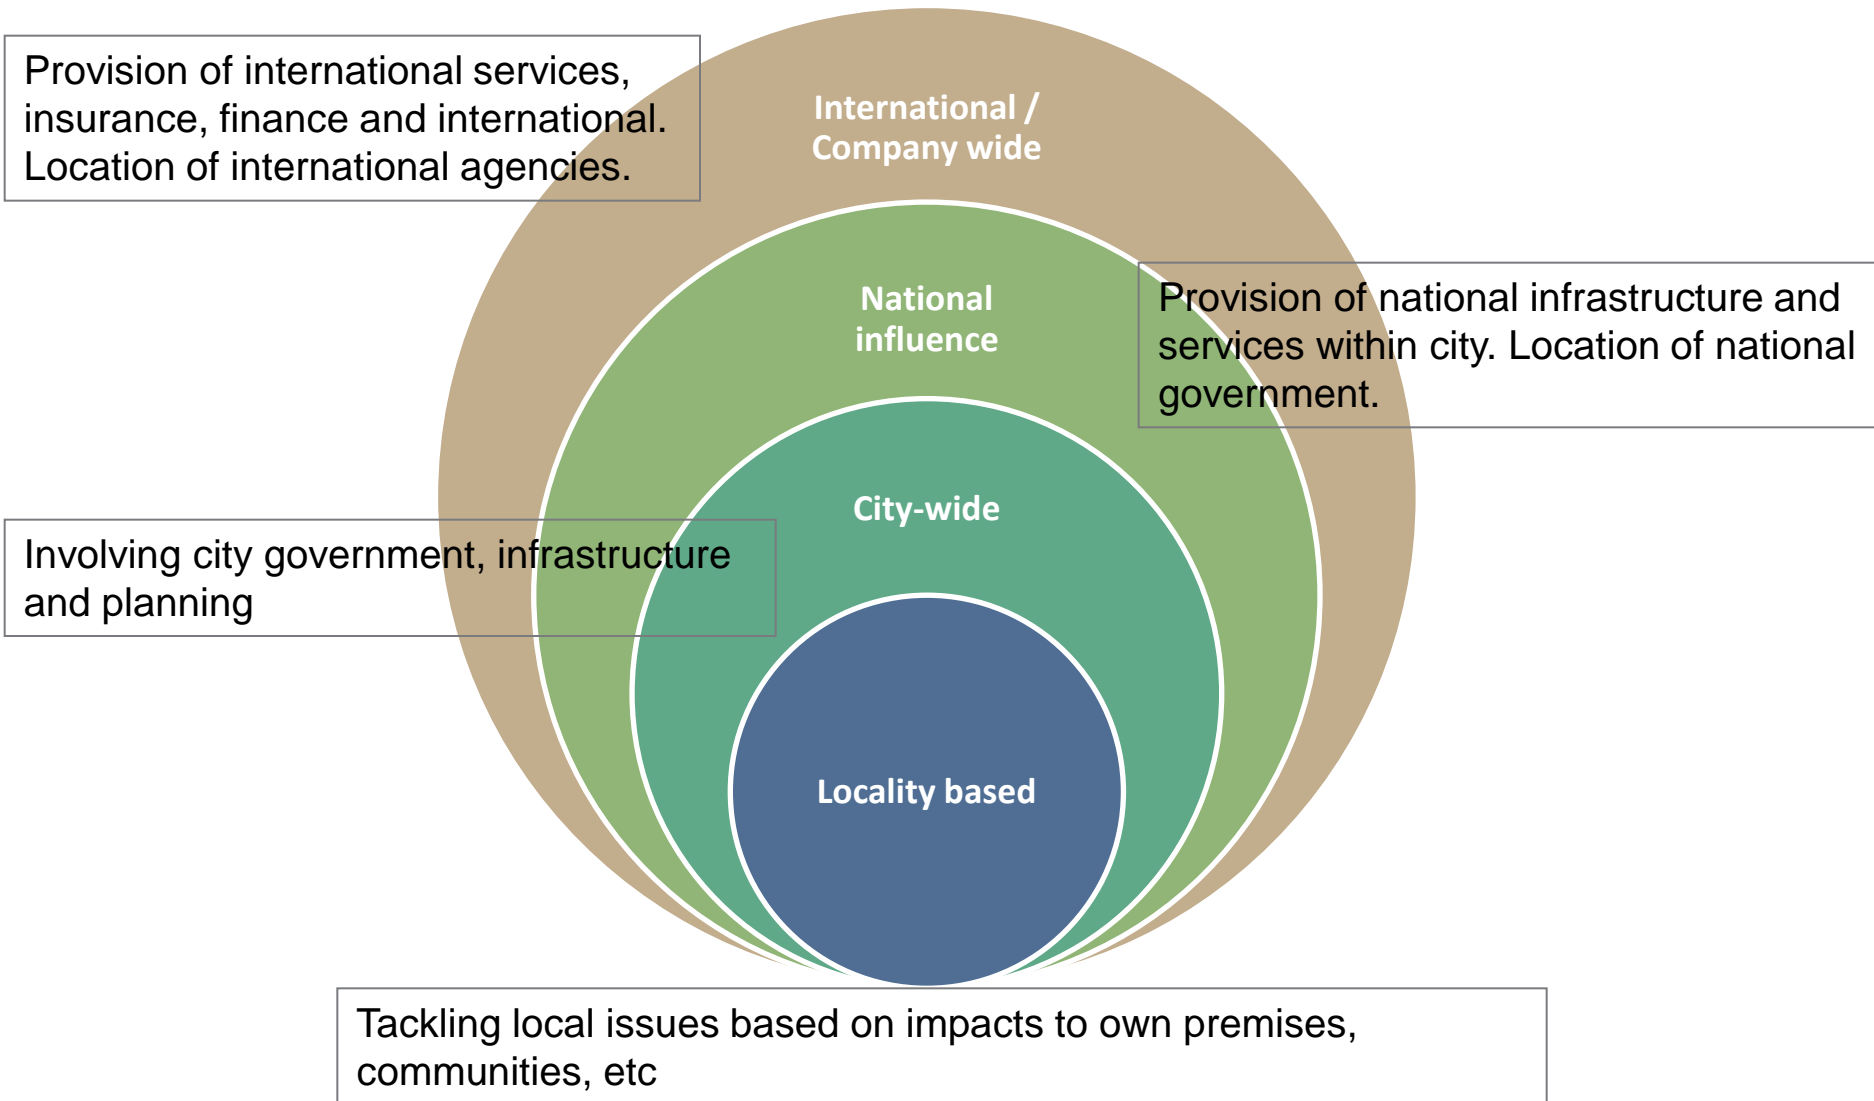 Provision of international services,
insurance, finance and international.
Location of international agencies.
International /
Company wide
National
influence
Provision of national infrastructure and
services within city. Location of national
government.
City-wide
Involving city government, infrastructure
and planning
Locality based
Tackling local issues based on impacts to own premises,
communities, etc